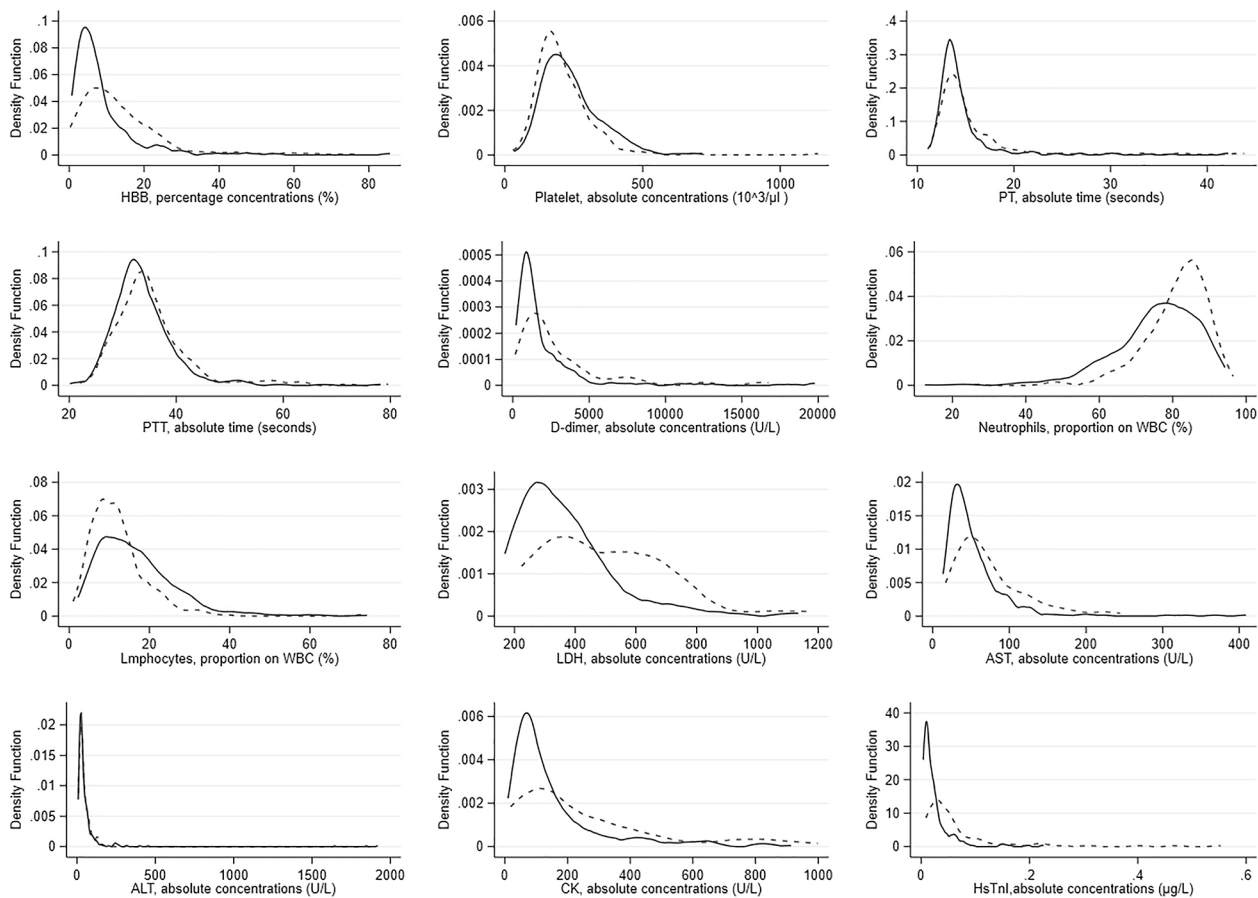 Density Function
.1
.08
.06
.04
.02
0
0 20 40 60 80
HBB, percentage concentrations (%)
Density Function
.006
.004
.002
0
0 500 1000
Platelet, absolute concentrations (10^3/µl )
Density Function
.4
.3
.2
.1
0
10 20 30 40
PT, absolute time (seconds)
Density Function
.1
.08
.06
.04
.02
0
20 40 60 80
PTT, absolute time (seconds)
Density Function
.0005
.0004
.0003
.0002
.0001
0
0 5000 10000 15000 20000
D-dimer, absolute concentrations (U/L)
Density Function
.06
.04
.02
0
20 40 60 80 100
Neutrophils, proportion on WBC (%)
Density Function
.08
.06
.04
.02
0
0 20 40 60 80
Lmphocytes, proportion on WBC (%)
Density Function
.003
.002
.001
0
200 400 600 800 1000 1200
LDH, absolute concentrations (U/L)
Density Function
.02
.015
.01
.005
0
0 100 200 300 400
AST, absolute concentrations (U/L)
Density Function
.02
.015
.01
.005
0
0 500 1000 1500 2000
ALT, absolute concentrations (U/L)
Density Function
.006
.004
.002
0
0 200 400 600 800 1000
CK, absolute concentrations (U/L)
Density Function
40
30
20
10
0
0 .2 .4 .6
HsTnI,absolute concentrations (µg/L)